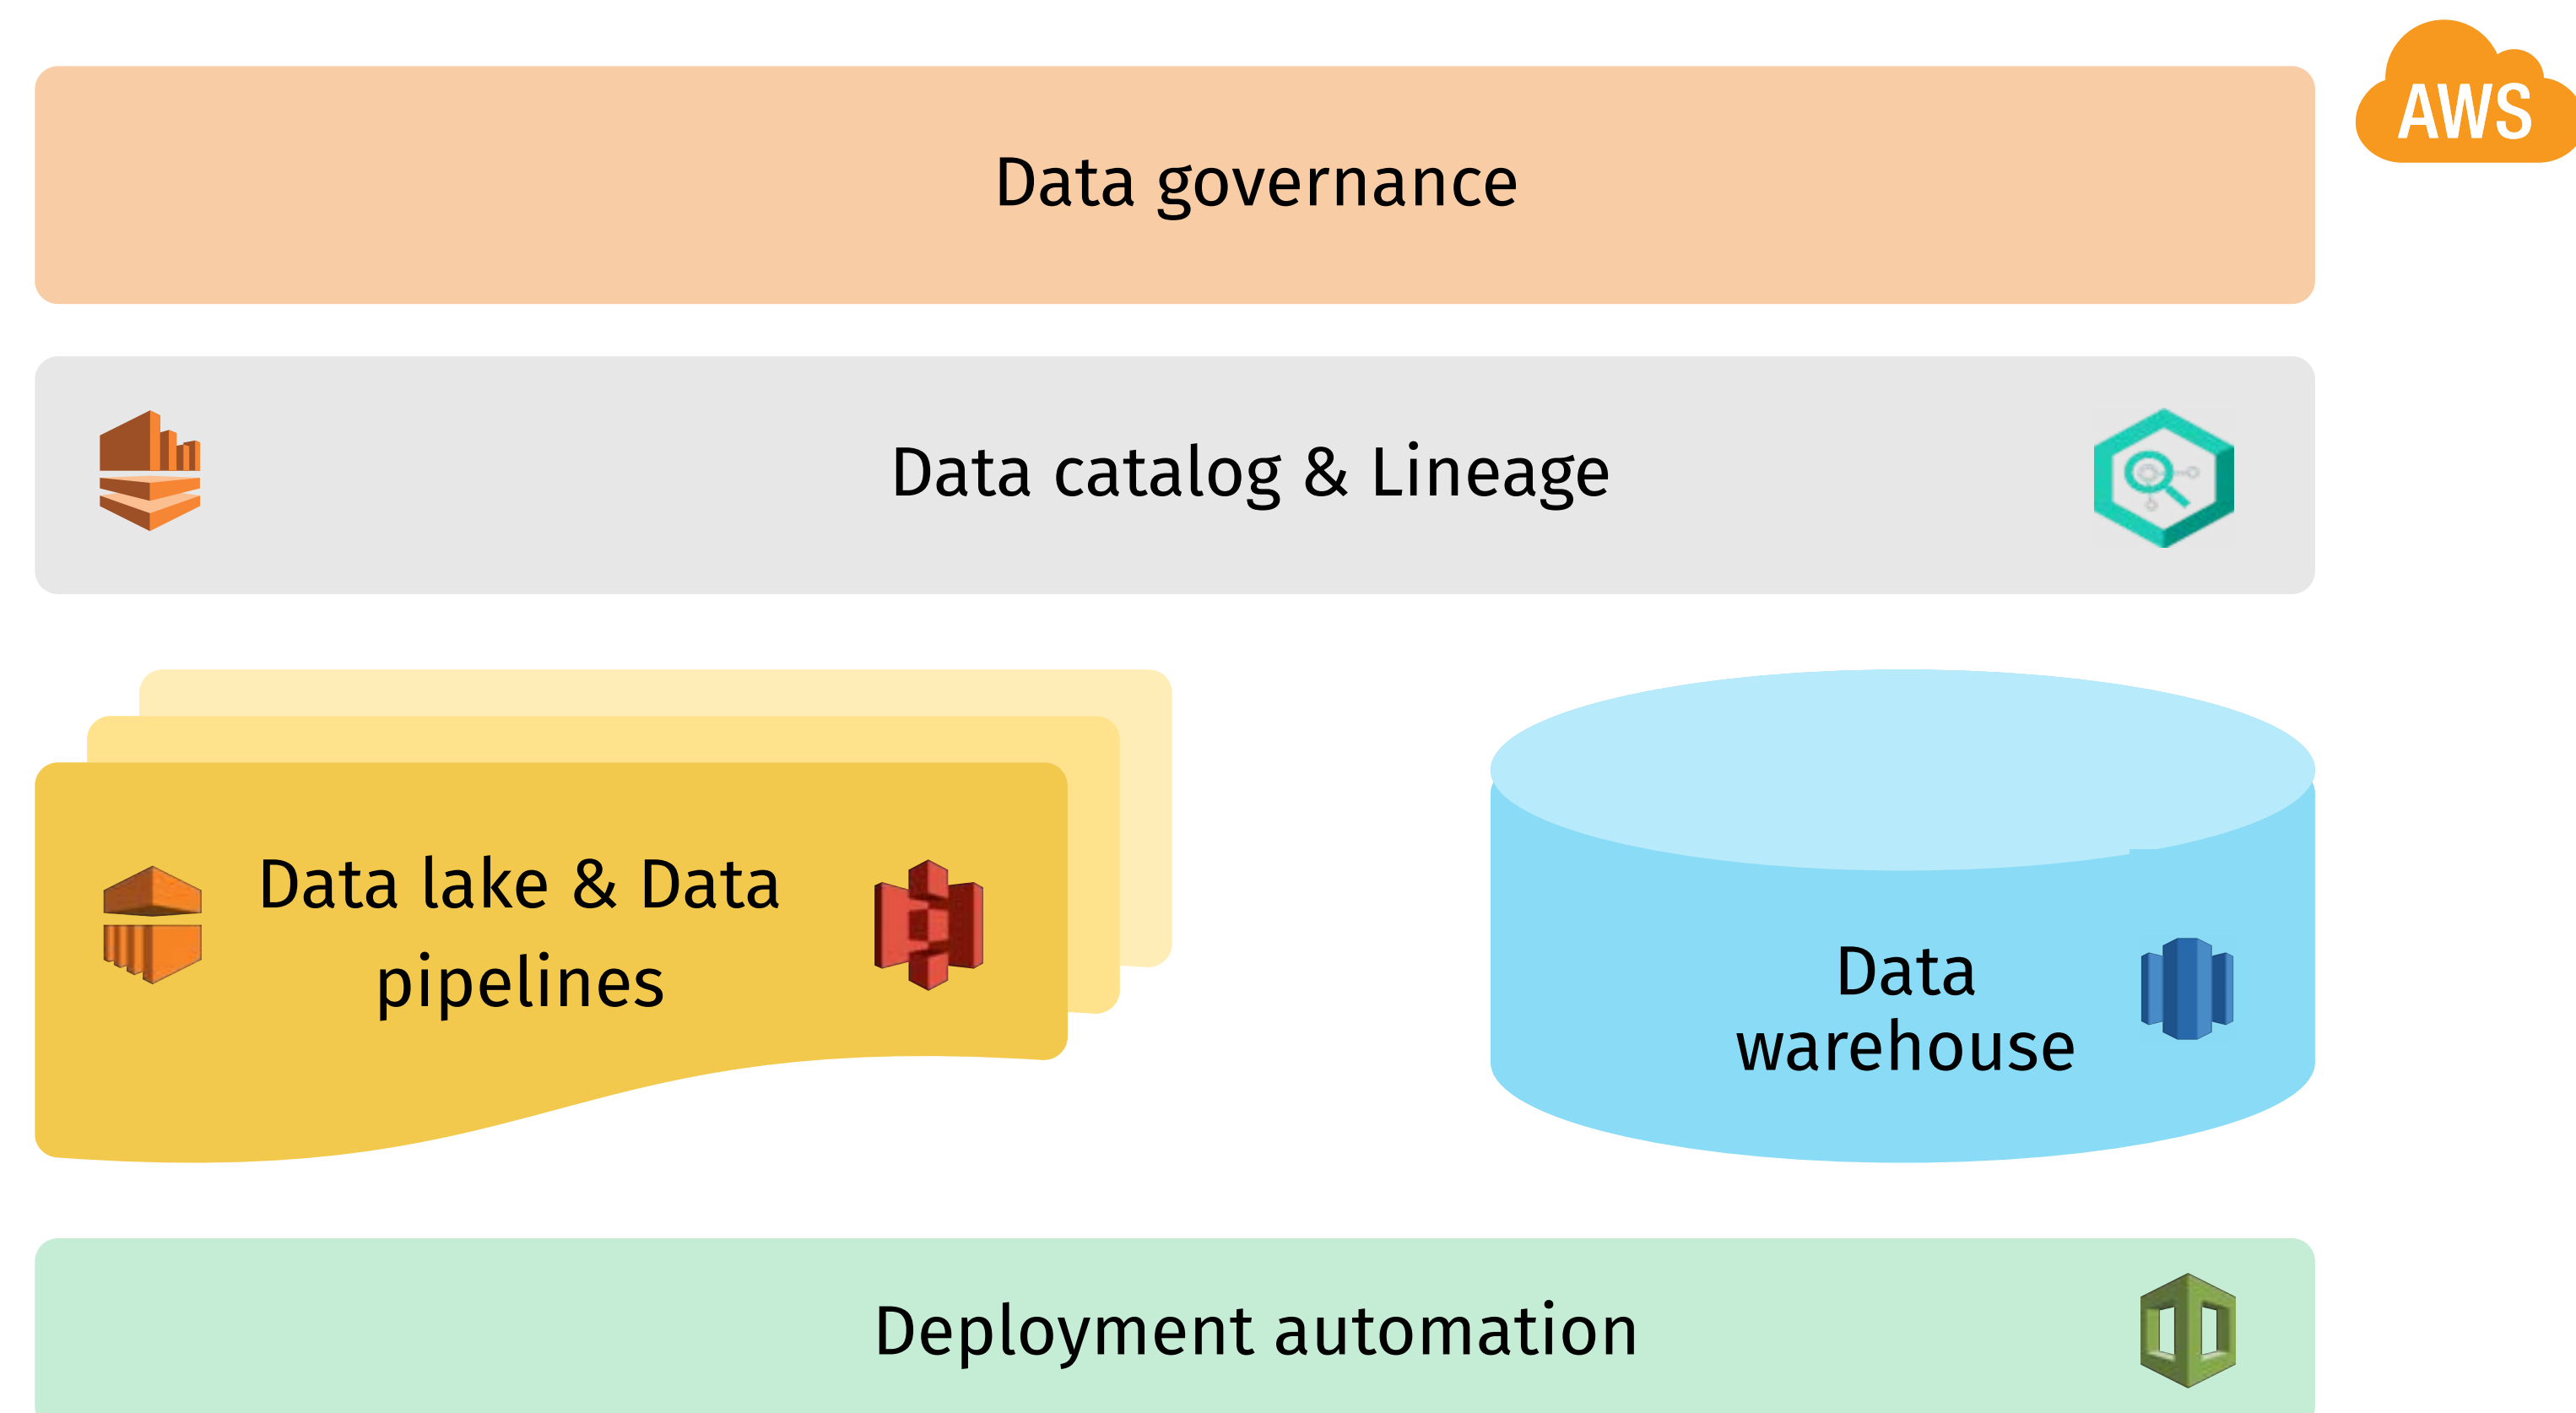 AWS
Data governance
Data catalog & Lineage
Data lake & Data
pipelines
Data
warehouse
Deployment automation